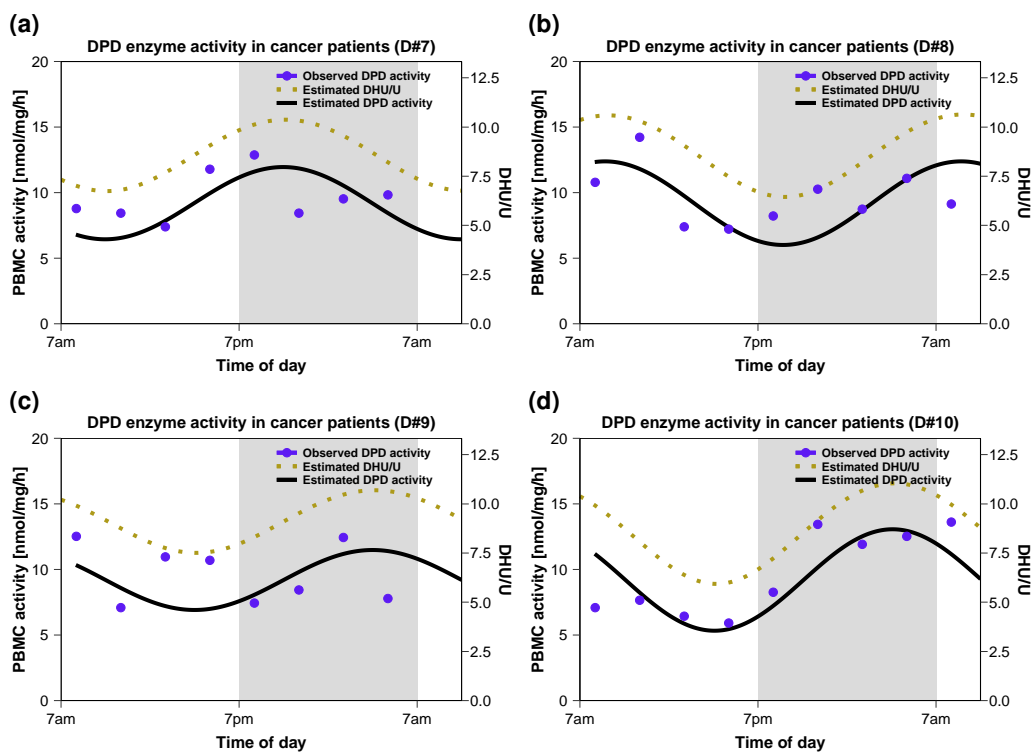 (a)
DPD enzyme activity in cancer patients (D#7)
Observed DPD activity
Estimated DHU/U
Estimated DPD activity
PBMC activity [nmol/mg/h]
20
15
10
5
0
DHU/U
12.5
10.0
7.5
5.0
2.5
0.0
7am
7pm
7am
Time of day
(b)
DPD enzyme activity in cancer patients (D#8)
Observed DPD activity
Estimated DHU/U
Estimated DPD activity
PBMC activity [nmol/mg/h]
20
15
10
5
0
DHU/U
12.5
10.0
7.5
5.0
2.5
0.0
7am
7pm
7am
Time of day
(c)
DPD enzyme activity in cancer patients (D#9)
Observed DPD activity
Estimated DHU/U
Estimated DPD activity
PBMC activity [nmol/mg/h]
20
15
10
5
0
DHU/U
12.5
10.0
7.5
5.0
2.5
0.0
7am
7pm
7am
Time of day
(d)
DPD enzyme activity in cancer patients (D#10)
Observed DPD activity
Estimated DHU/U
Estimated DPD activity
PBMC activity [nmol/mg/h]
20
15
10
5
0
DHU/U
12.5
10.0
7.5
5.0
2.5
0.0
7am
7pm
7am
Time of day